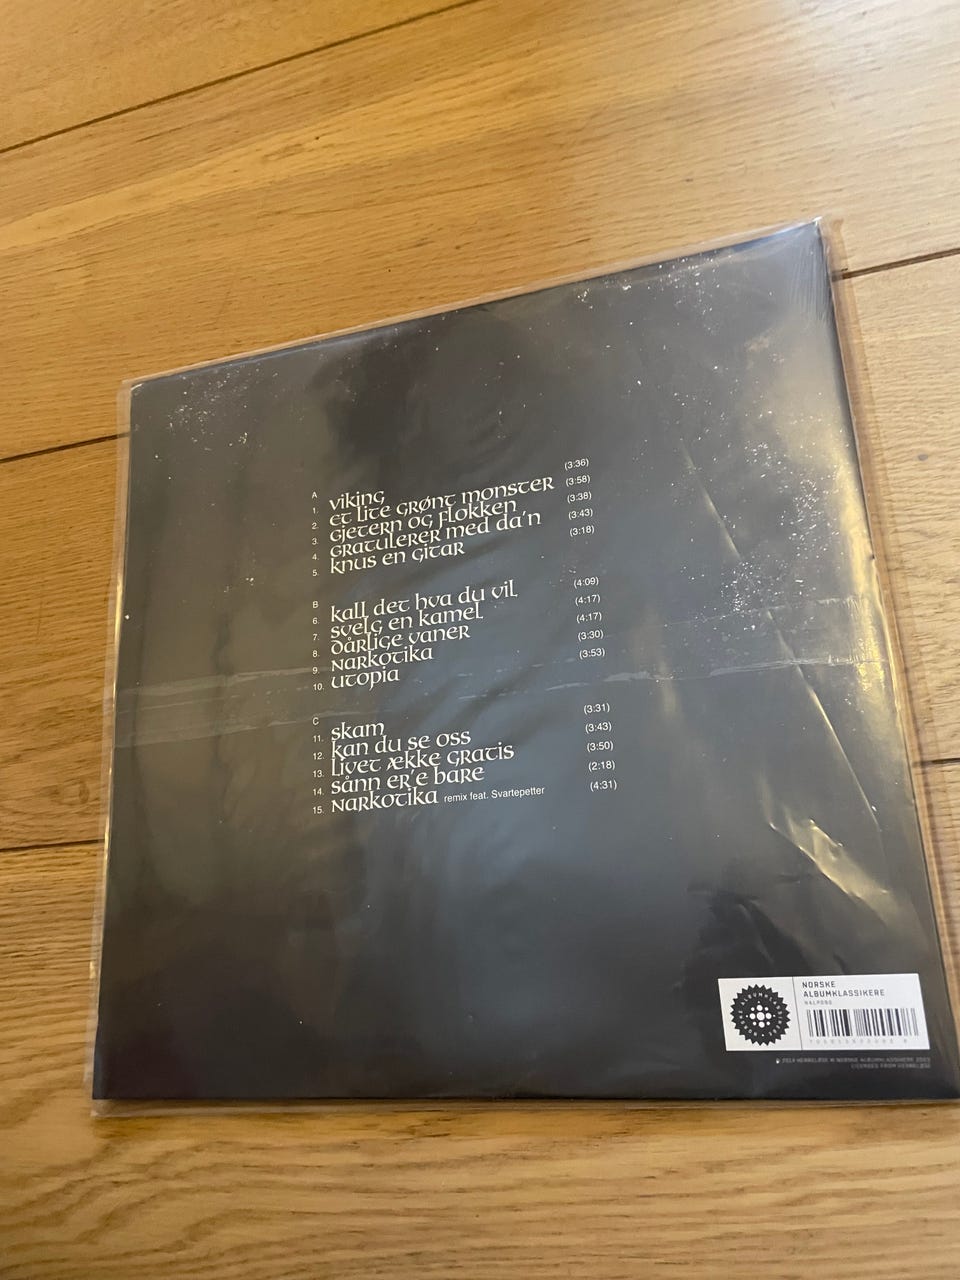 A
1. viking (3:36)
2. et lite grønt monster (3:58)
3. gjetern og flokken (3:38)
4. gratulerer med da'n (3:43)
5. knus en gitar (3:18)
B
6. kall det hva du vil (4:09)
7. svelg en kamel (4:17)
8. dårlige vaner (4:17)
9. narkotika (3:30)
10. utopia (3:53)
C
11. skam (3:31)
12. kan du se oss (3:43)
13. livet ække gratis (3:50)
14. sånn er'e bare (2:18)
15. narkotika remix feat. Svartepetter (4:31)
NORSKE
ALBUMKLASSIKERE